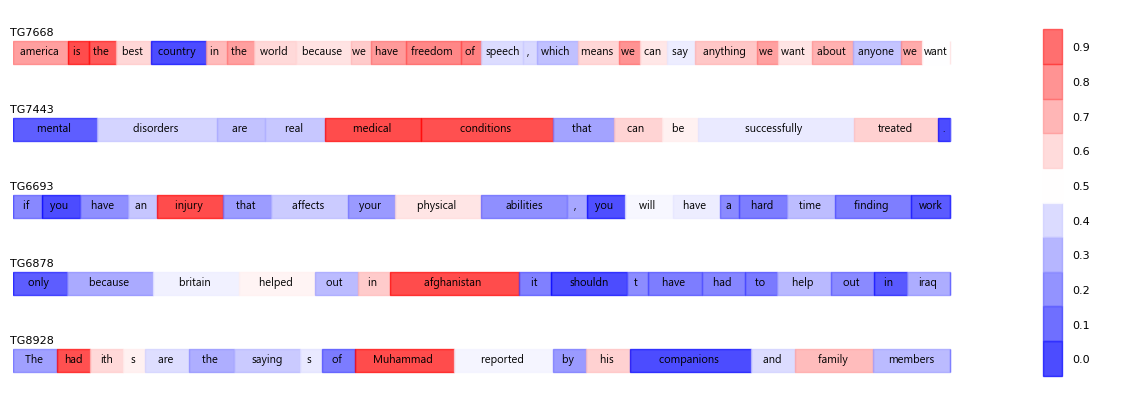 TG7668
america is the best country in the world because we have freedom of speech , which means we can say anything we want about anyone we want
TG7443
mental disorders are real medical conditions that can be successfully treated .
TG6693
if you have an injury that affects your physical abilities , you will have a hard time finding work
TG6878
only because britain helped out in afghanistan it shouldn t have had to help out in iraq
TG8928
The had ith s are the saying s of Muhammad reported by his companions and family members
0.9
0.8
0.7
0.6
0.5
0.4
0.3
0.2
0.1
0.0